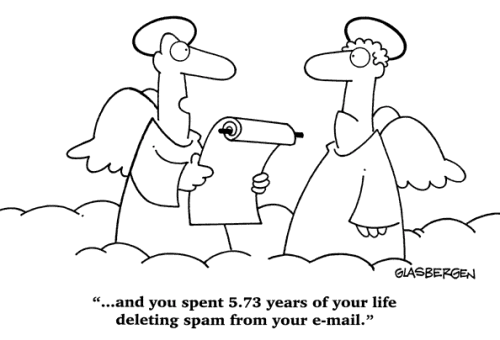 GLASBERGEN
“...and you spent 5.73 years of your life
deleting spam from your e-mail.”